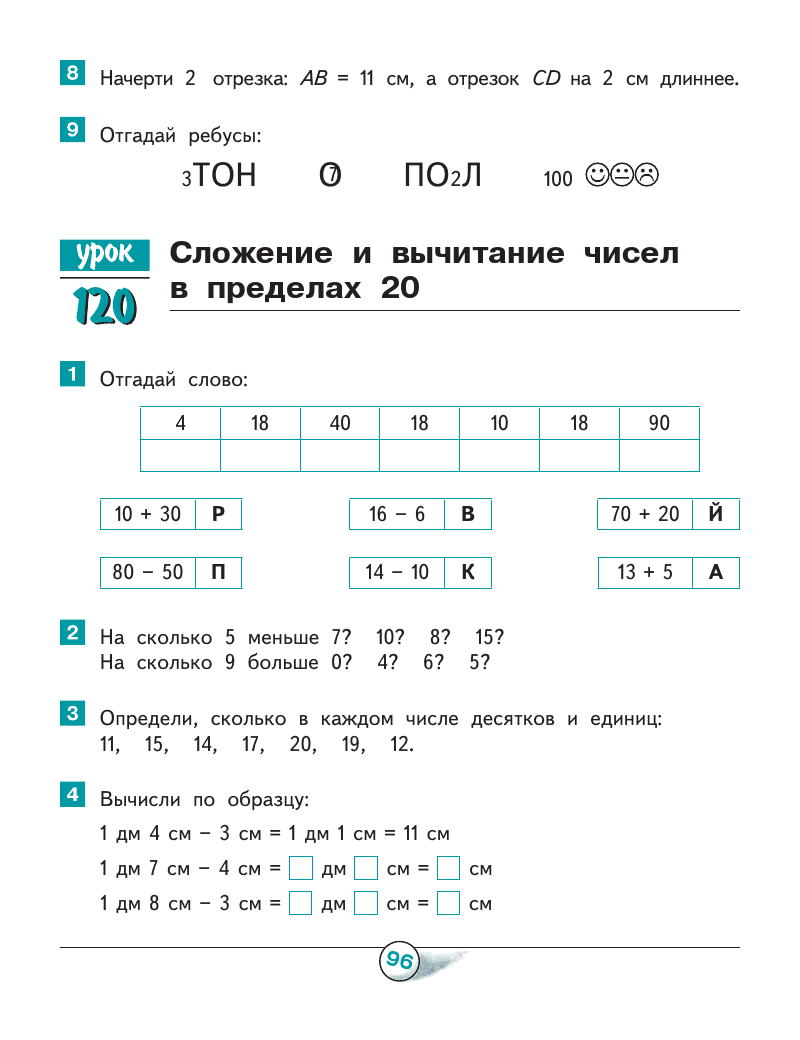 8 Начерти 2 отрезка: AB = 11 см, а отрезок CD на 2 см длиннее.
9 Отгадай ребусы:
3ТОН О7 ПО2Л 100
урок
120
Сложение и вычитание чисел
в пределах 20
1 Отгадай слово:
4 18 40 18 10 18 90
10 + 30 Р 16 – 6 В 70 + 20 Й
80 – 50 П 14 – 10 К 13 + 5 А
2 На сколько 5 меньше 7? 10? 8? 15?
На сколько 9 больше 0? 4? 6? 5?
3 Определи, сколько в каждом числе десятков и единиц:
11, 15, 14, 17, 20, 19, 12.
4 Вычисли по образцу:
1 дм 4 см – 3 см = 1 дм 1 см = 11 см
1 дм 7 см – 4 см = дм см = см
1 дм 8 см – 3 см = дм см = см
96